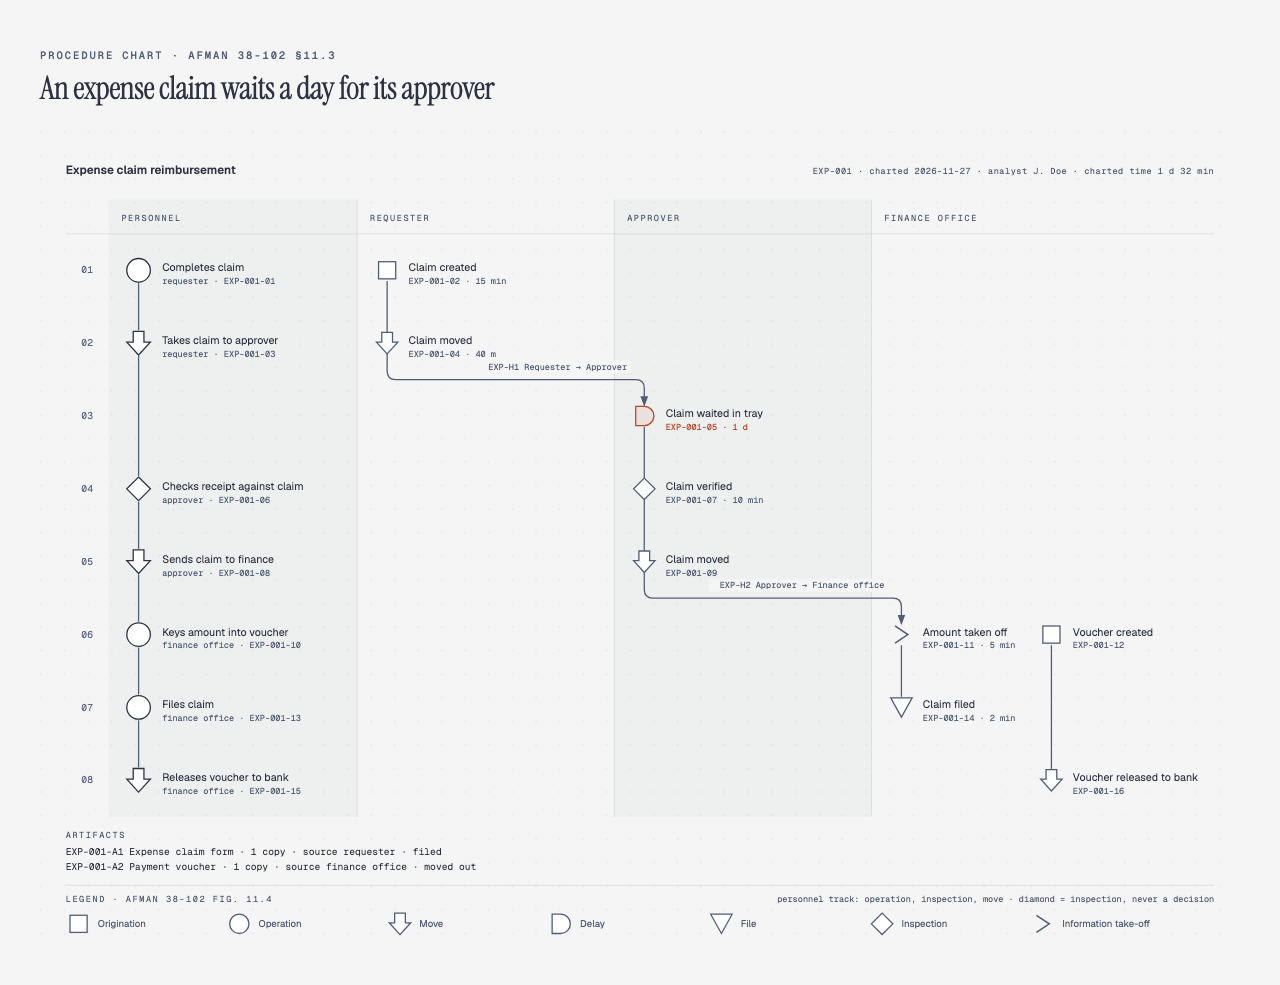 PROCEDURE CHART · AFMAN 38-102 §11.3
An expense claim waits a day for its approver
Expense claim reimbursement
EXP-001 · charted 2026-11-27 · analyst J. Doe · charted time 1 d 32 min
PERSONNEL
REQUESTER
APPROVER
FINANCE OFFICE
01
Completes claim
requester · EXP-001-01
Claim created
EXP-001-02 · 15 min
02
Takes claim to approver
requester · EXP-001-03
Claim moved
EXP-001-04 · 40 m
EXP-H1 Requester → Approver
03
Claim waited in tray
EXP-001-05 · 1 d
04
Checks receipt against claim
approver · EXP-001-06
Claim verified
EXP-001-07 · 10 min
05
Sends claim to finance
approver · EXP-001-08
Claim moved
EXP-001-09
EXP-H2 Approver → Finance office
06
Keys amount into voucher
finance office · EXP-001-10
Amount taken off
EXP-001-11 · 5 min
Voucher created
EXP-001-12
07
Files claim
finance office · EXP-001-13
Claim filed
EXP-001-14 · 2 min
08
Releases voucher to bank
finance office · EXP-001-15
Voucher released to bank
EXP-001-16
ARTIFACTS
EXP-001-A1 Expense claim form · 1 copy · source requester · filed
EXP-001-A2 Payment voucher · 1 copy · source finance office · moved out
LEGEND · AFMAN 38-102 FIG. 11.4
personnel track: operation, inspection, move · diamond = inspection, never a decision
Origination
Operation
Move
Delay
File
Inspection
Information take-off